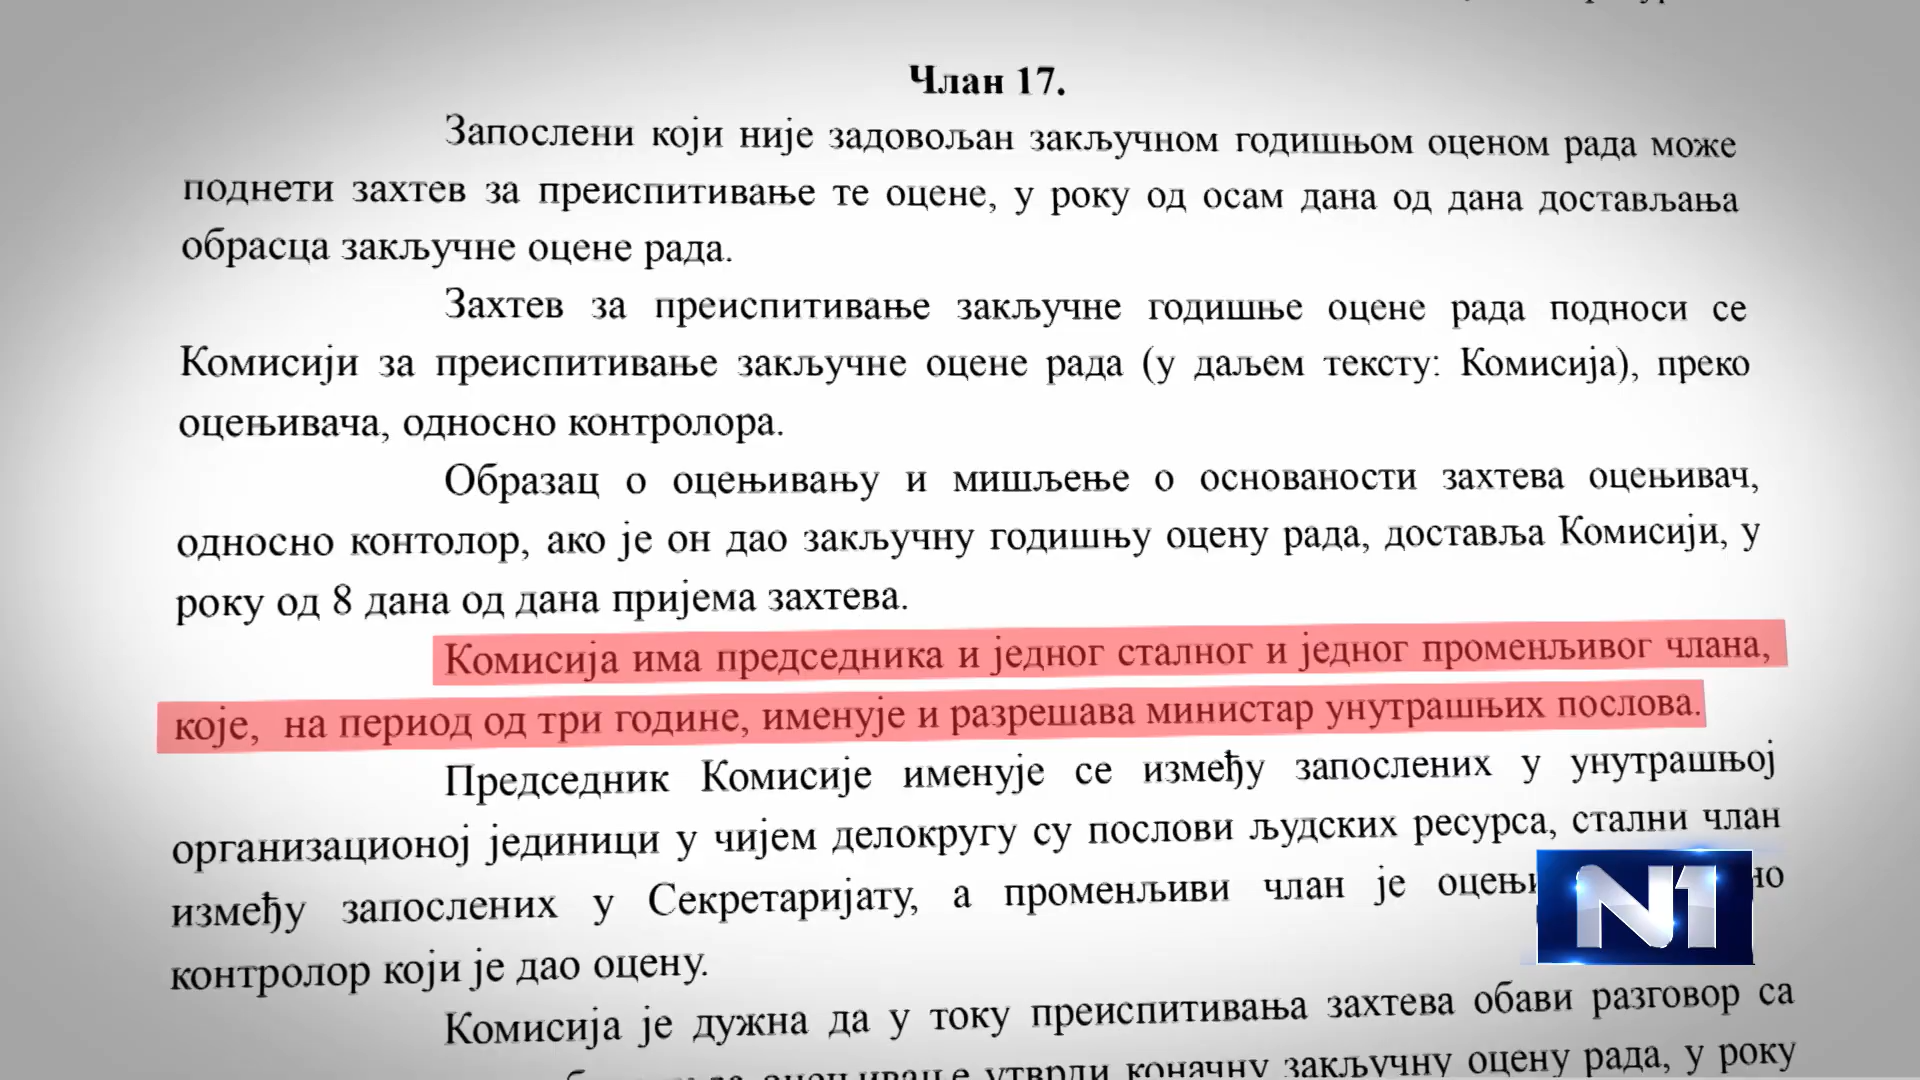 Члан 17.
Запослени који није задовољан закључном годишњом оценом рада може
поднети захтев за преиспитивање те оцене, у року од осам дана од дана достављања
обрасца закључне оцене рада.
Захтев за преиспитивање закључне годишње оцене рада подноси се
Комисији за преиспитивање закључне оцене рада (у даљем тексту: Комисија), преко
оцењивача, односно контролора.
Образац о оцењивању и мишљење о основаности захтева оцењивач,
односно контолор, ако је он дао закључну годишњу оцену рада, доставља Комисији, у
року од 8 дана од дана пријема захтева.
Комисија има председника и једног сталног и једног променљивог члана,
које, на период од три године, именује и разрешава министар унутрашњих послова.
Председник Комисије именује се између запослених у унутрашњој
организационој јединици у чијем делокругу су послови људских ресурса, стални члан
између запослених у Секретаријату, а променљиви члан је
контролор који је дао оцену.
N1
Комисија је дужна да у току преиспитивања захтева обави разговор са
утврди коначну закључну оцену рада, у року